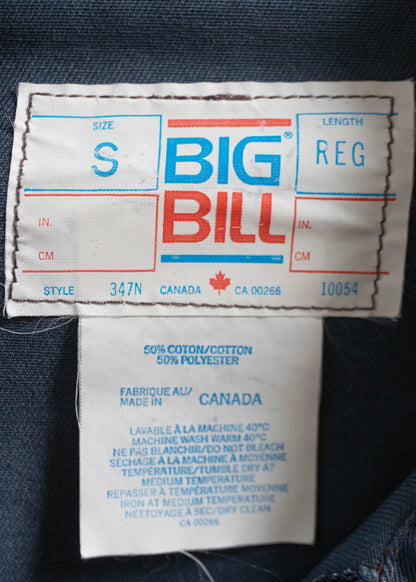 SIZE
S
BIG®
BILL
LENGTH
REG
IN.
CM
IN.
CM
STYLE 347N CANADA CA 00266 10054
50% COTON/COTTON
50% POLYESTER
FABRIQUE AU/
MADE IN CANADA
LAVABLE À LA MACHINE 40°C
MACHINE WASH WARM 40°C
NE PAS BLANCHIR/DO NOT BLEACH
SÉCHAGE À LA MACHINE À MOYENNE
TEMPÉRATURE/TUMBLE DRY AT
MEDIUM TEMPERATURE
REPASSER À TEMPÉRATURE MOYENNE
IRON AT MEDIUM TEMPERATURE
NETTOYAGE À SEC/DRY CLEAN
CA 00266